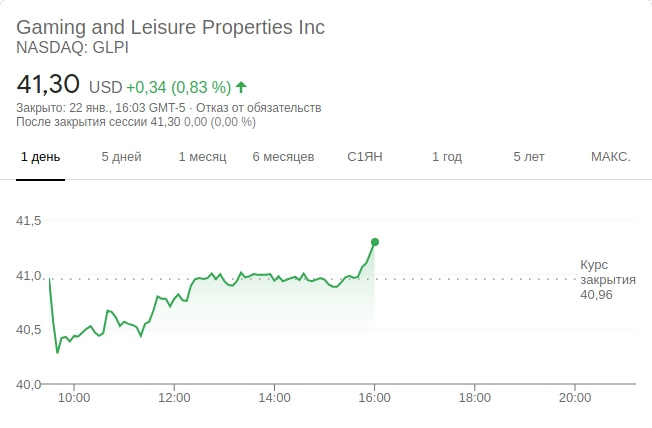 Gaming and Leisure Properties Inc
NASDAQ: GLPI
41,30 USD +0,34 (0,83 %)
Закрыто: 22 янв., 16:03 GMT-5 · Отказ от обязательств
После закрытия сессии 41,30 0,00 (0,00 %)
1 день 5 дней 1 месяц 6 месяцев С1ЯН 1 год 5 лет МАКС.
41,5
41,0
40,5
40,0
Курс
закрытия
40,96
10:00 12:00 14:00 16:00 18:00 20:00